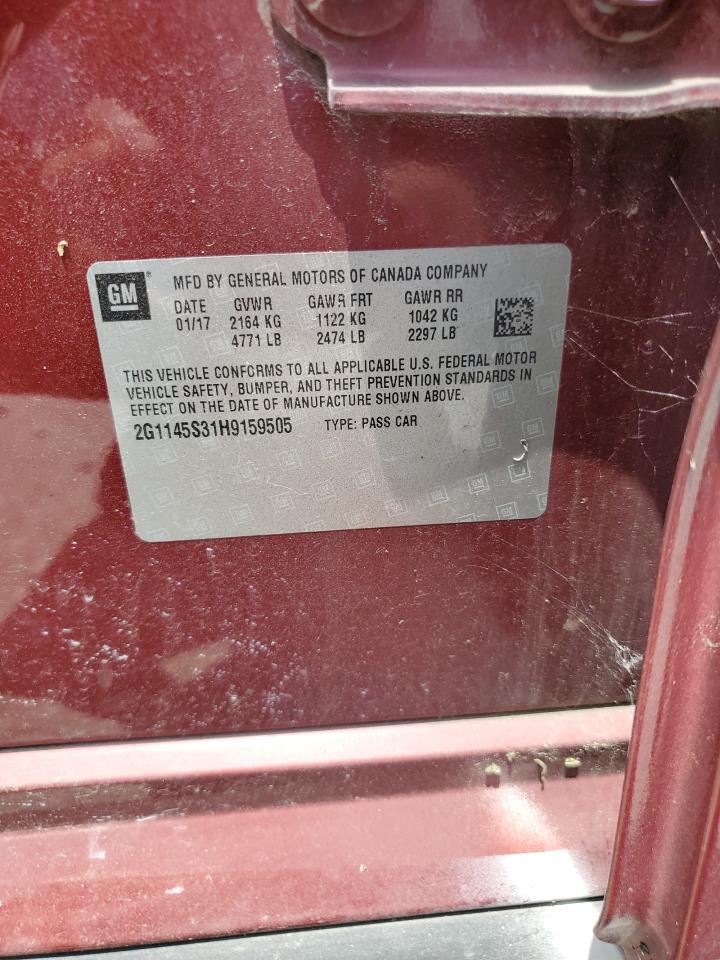 GM
MFD BY GENERAL MOTORS OF CANADA COMPANY
DATE GVWR GAWR FRT GAWR RR
01/17 2164 KG 1122 KG 1042 KG
4771 LB 2474 LB 2297 LB
THIS VEHICLE CONFORMS TO ALL APPLICABLE U.S. FEDERAL MOTOR
VEHICLE SAFETY, BUMPER, AND THEFT PREVENTION STANDARDS IN
EFFECT ON THE DATE OF MANUFACTURE SHOWN ABOVE.
2G1145S31H9159505 TYPE: PASS CAR